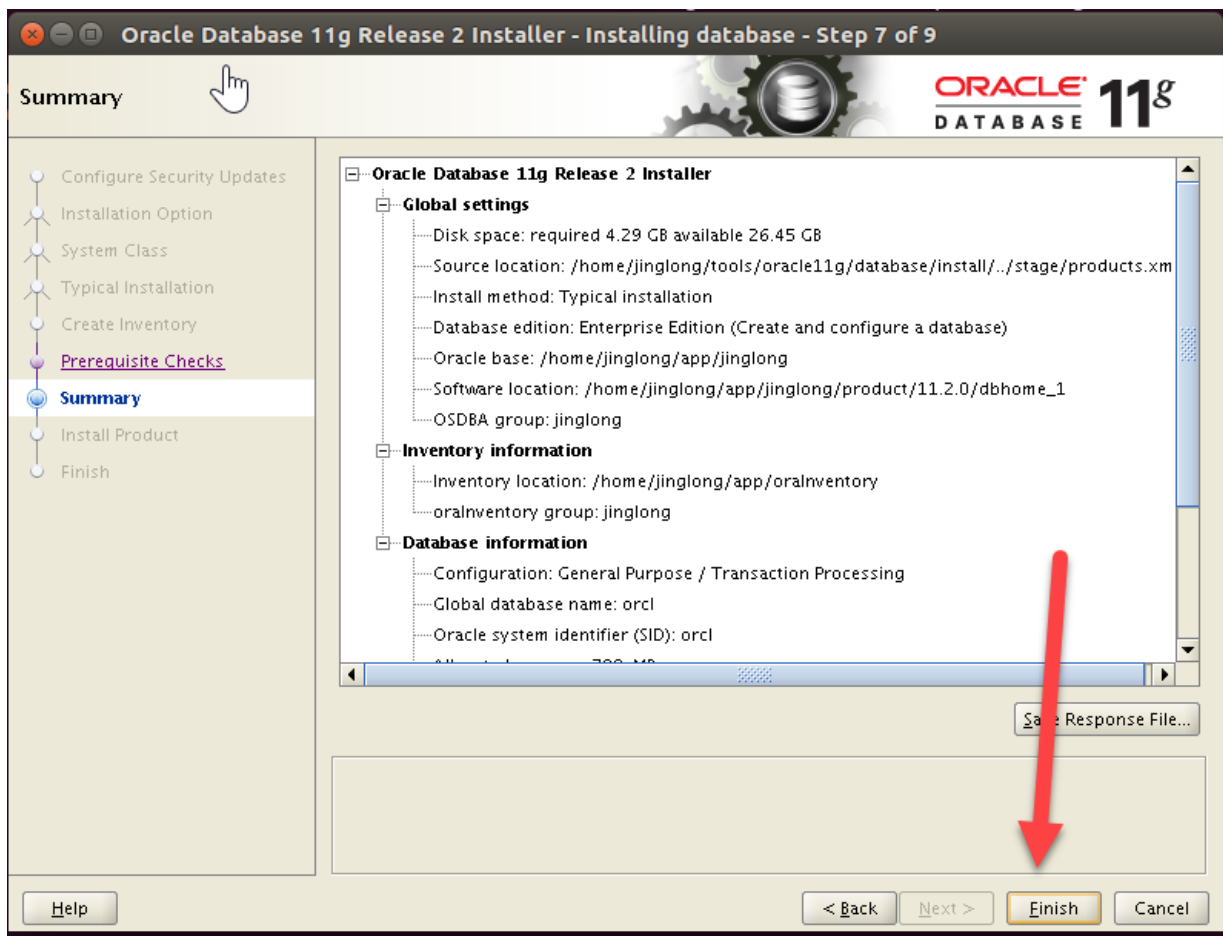 Oracle Database 11g Release 2 Installer - Installing database - Step 7 of 9
Summary
ORACLE
DATABASE
11g
Configure Security Updates
Installation Option
System Class
Typical Installation
Create Inventory
Prerequisite Checks
Summary
Install Product
Finish
Oracle Database 11g Release 2 Installer
Global settings
Disk space: required 4.29 GB available 26.45 GB
Source location: /home/jinglong/tools/oracle11g/database/install/../stage/products.xm
Install method: Typical installation
Database edition: Enterprise Edition (Create and configure a database)
Oracle base: /home/jinglong/app/jinglong
Software location: /home/jinglong/app/jinglong/product/11.2.0/dbhome_1
OSDBA group: jinglong
Inventory information
Inventory location: /home/jinglong/app/oraInventory
oraInventory group: jinglong
Database information
Configuration: General Purpose / Transaction Processing
Global database name: orcl
Oracle system identifier (SID): orcl
Save Response File...
Help
< Back
Next >
Finish
Cancel